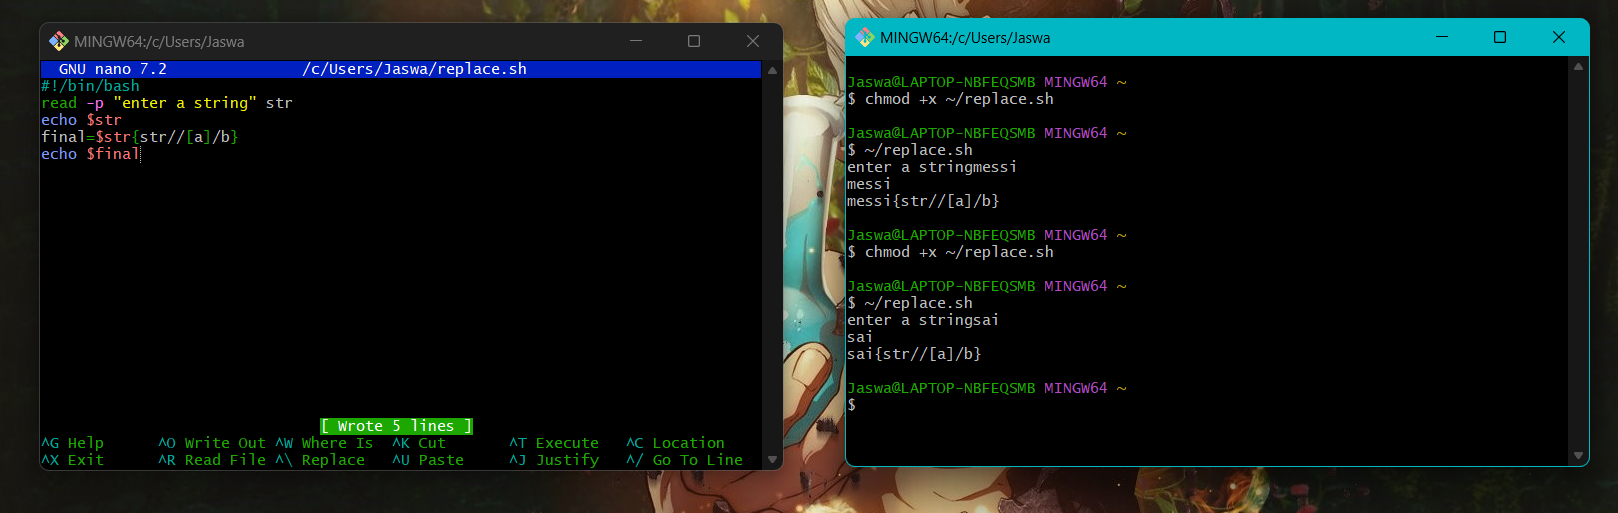 MINGW64:/c/Users/Jaswa
GNU nano 7.2 /c/Users/Jaswa/replace.sh
#!/bin/bash
read -p "enter a string" str
echo $str
final=$str{str//[a]/b}
echo $final
[ Wrote 5 lines ]
^G Help ^O Write Out ^W Where Is ^K Cut ^T Execute ^C Location
^X Exit ^R Read File ^\ Replace ^U Paste ^J Justify ^/ Go To Line
MINGW64:/c/Users/Jaswa
Jaswa@LAPTOP-NBFEQSMB MINGW64 ~
$ chmod +x ~/replace.sh
Jaswa@LAPTOP-NBFEQSMB MINGW64 ~
$ ~/replace.sh
enter a stringmessi
messi
messi{str//[a]/b}
Jaswa@LAPTOP-NBFEQSMB MINGW64 ~
$ chmod +x ~/replace.sh
Jaswa@LAPTOP-NBFEQSMB MINGW64 ~
$ ~/replace.sh
enter a stringsai
sai
sai{str//[a]/b}
Jaswa@LAPTOP-NBFEQSMB MINGW64 ~
$